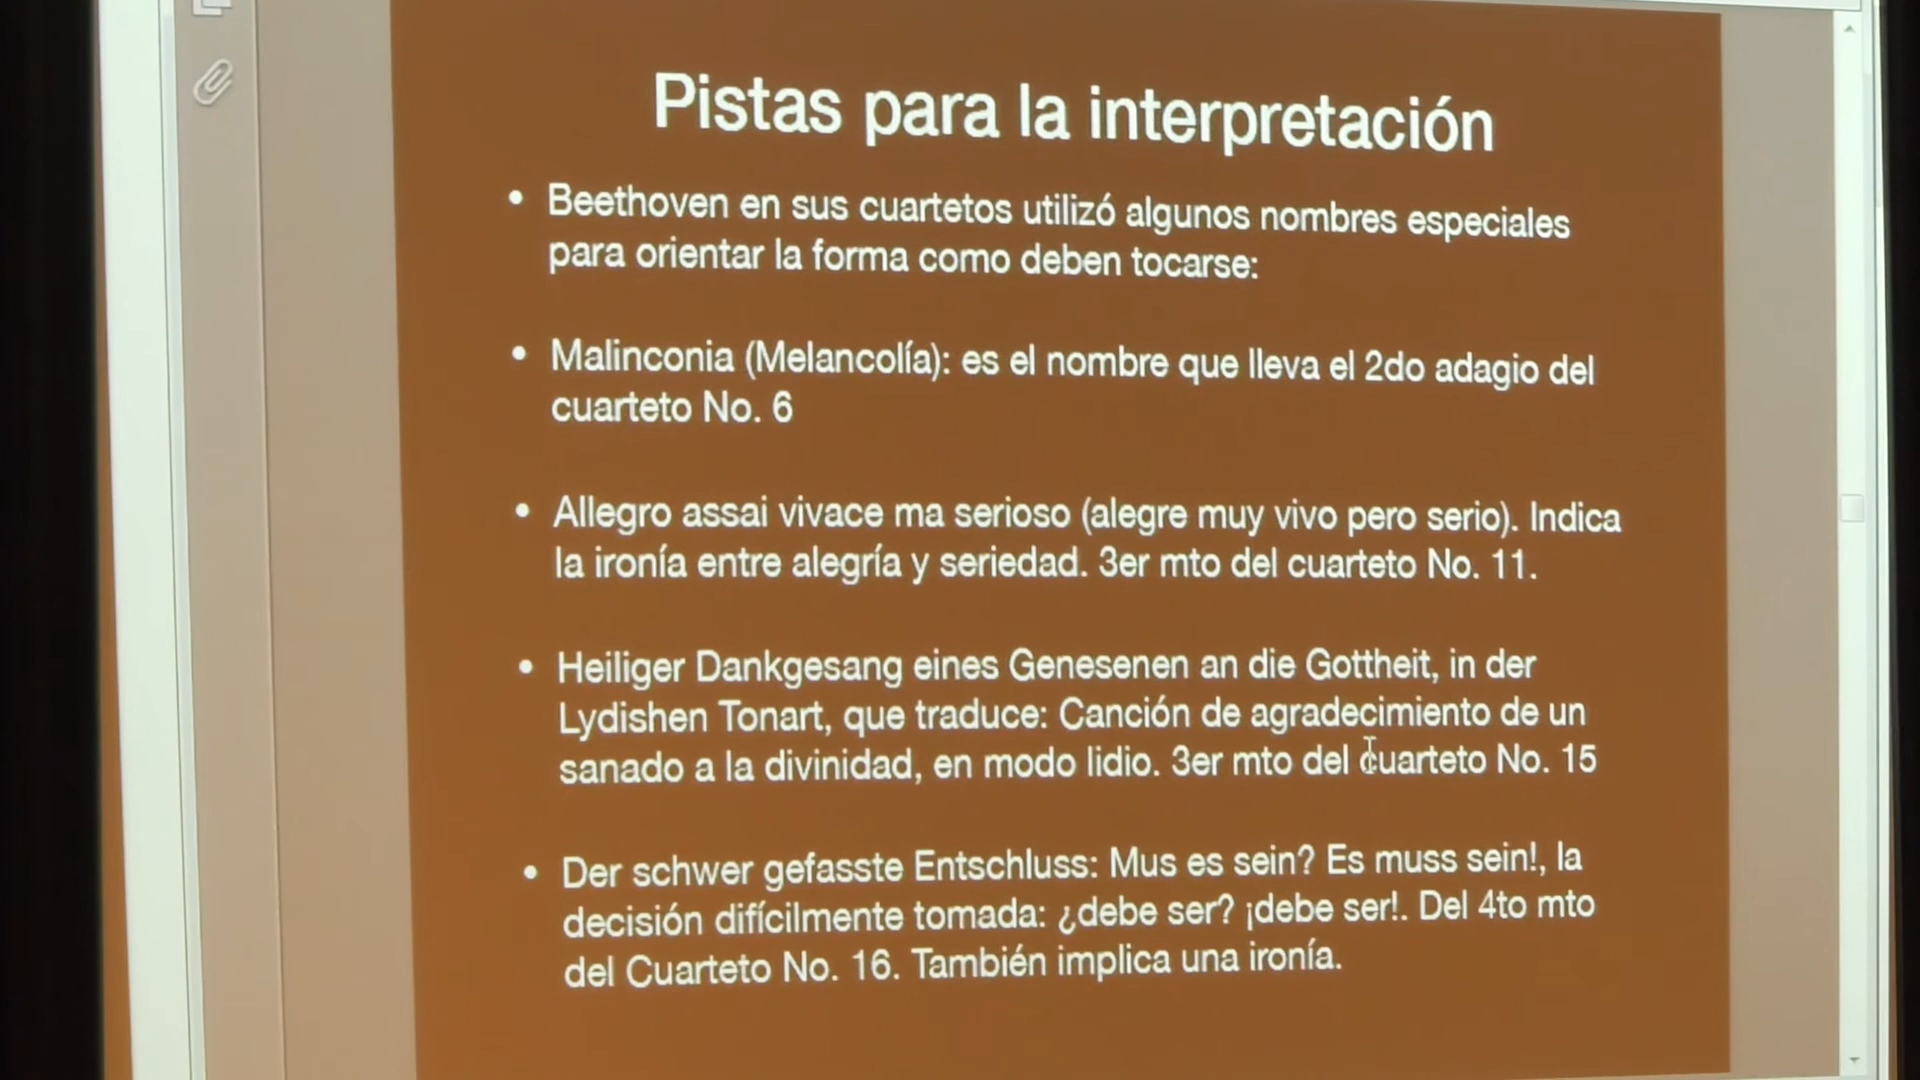 Pistas para la interpretación
• Beethoven en sus cuartetos utilizó algunos nombres especiales
para orientar la forma como deben tocarse:
• Malinconia (Melancolía): es el nombre que lleva el 2do adagio del
cuarteto No. 6
• Allegro assai vivace ma serioso (alegre muy vivo pero serio). Indica
la ironía entre alegría y seriedad. 3er mto del cuarteto No. 11.
• Heiliger Dankgesang eines Genesenen an die Gottheit, in der
Lydishen Tonart, que traduce: Canción de agradecimiento de un
sanado a la divinidad, en modo lidio. 3er mto del cuarteto No. 15
• Der schwer gefasste Entschluss: Mus es sein? Es muss sein!, la
decisión difícilmente tomada: ¿debe ser? ¡debe ser!. Del 4to mto
del Cuarteto No. 16. También implica una ironía.